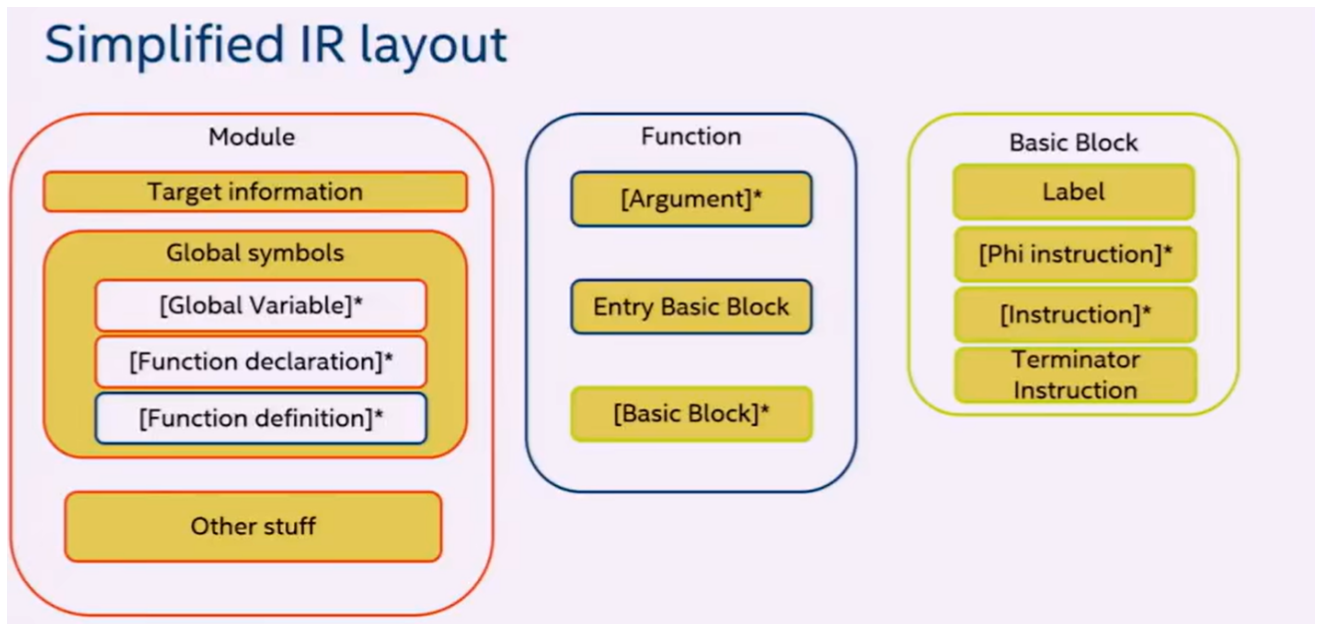 Simplified IR layout
Module
Target information
Global symbols
[Global Variable]*
[Function declaration]*
[Function definition]*
Other stuff
Function
[Argument]*
Entry Basic Block
[Basic Block]*
Basic Block
Label
[Phi instruction]*
[Instruction]*
Terminator
Instruction